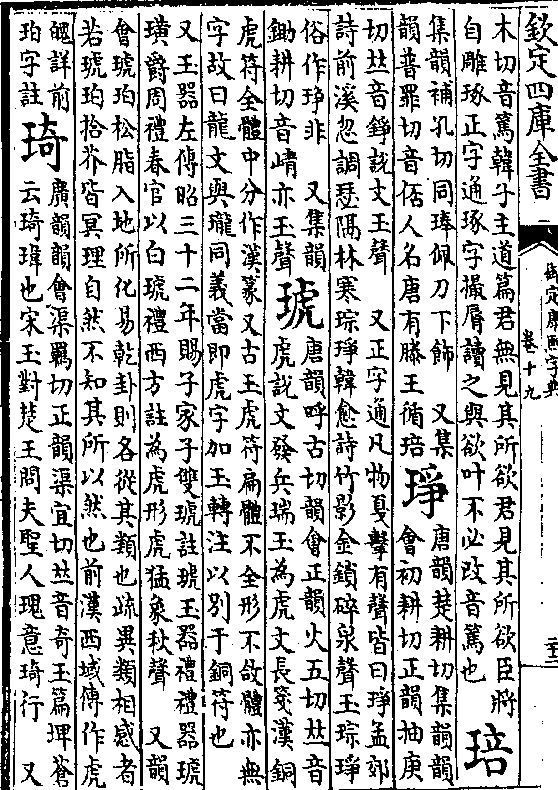 欽定四庫全書
御定康熙字典
卷十九
木切音篤韓子主道篇君無見其所欲君見其所欲臣將
自雕琢正字通琢字撮脣讀之與欲叶不必改音篤也
琣
集韻補孔切同琫佩刀下飾 又集
韻普罪切音㧊人名唐有滕王循琣
琤
唐韻楚耕切集韻韻
會初耕切正韻抽庚
切𠀤音錚說文玉聲 又正字通凡物戛擊有聲皆曰琤孟郊
詩前溪忽調瑟隔林寒琮琤韓愈詩竹影金鎖碎泉聲玉琮琤
俗作琤非 又集韻
鋤耕切音崢亦玉聲
琥
唐韻呼古切韻會正韻火五切𠀤音
虎說文發兵瑞玉為虎文長箋漢銅
虎符全體中分作漢篆又古玉虎符扁體不全形不故體亦無
字故曰龍文與瓏同義當即虎字加玉轉注以別于銅符也
又玉器左傳昭三十二年賜子家子雙琥註琥玉器禮禮器琥
璜爵周禮春官以白琥禮西方註為虎形虎猛象秋聲 又韻
會琥珀松脂入地所化易乾卦則各從其類也疏異類相感者
若琥珀拾芥皆冥理自然不知其所以然也前漢西域傳作虎
魄詳前
珀字註
琦
廣韻韻會渠羈切正韻渠宜切𠀤音奇玉篇埤蒼
云琦瑋也宋玉對楚王問夫聖人瑰意琦行 又